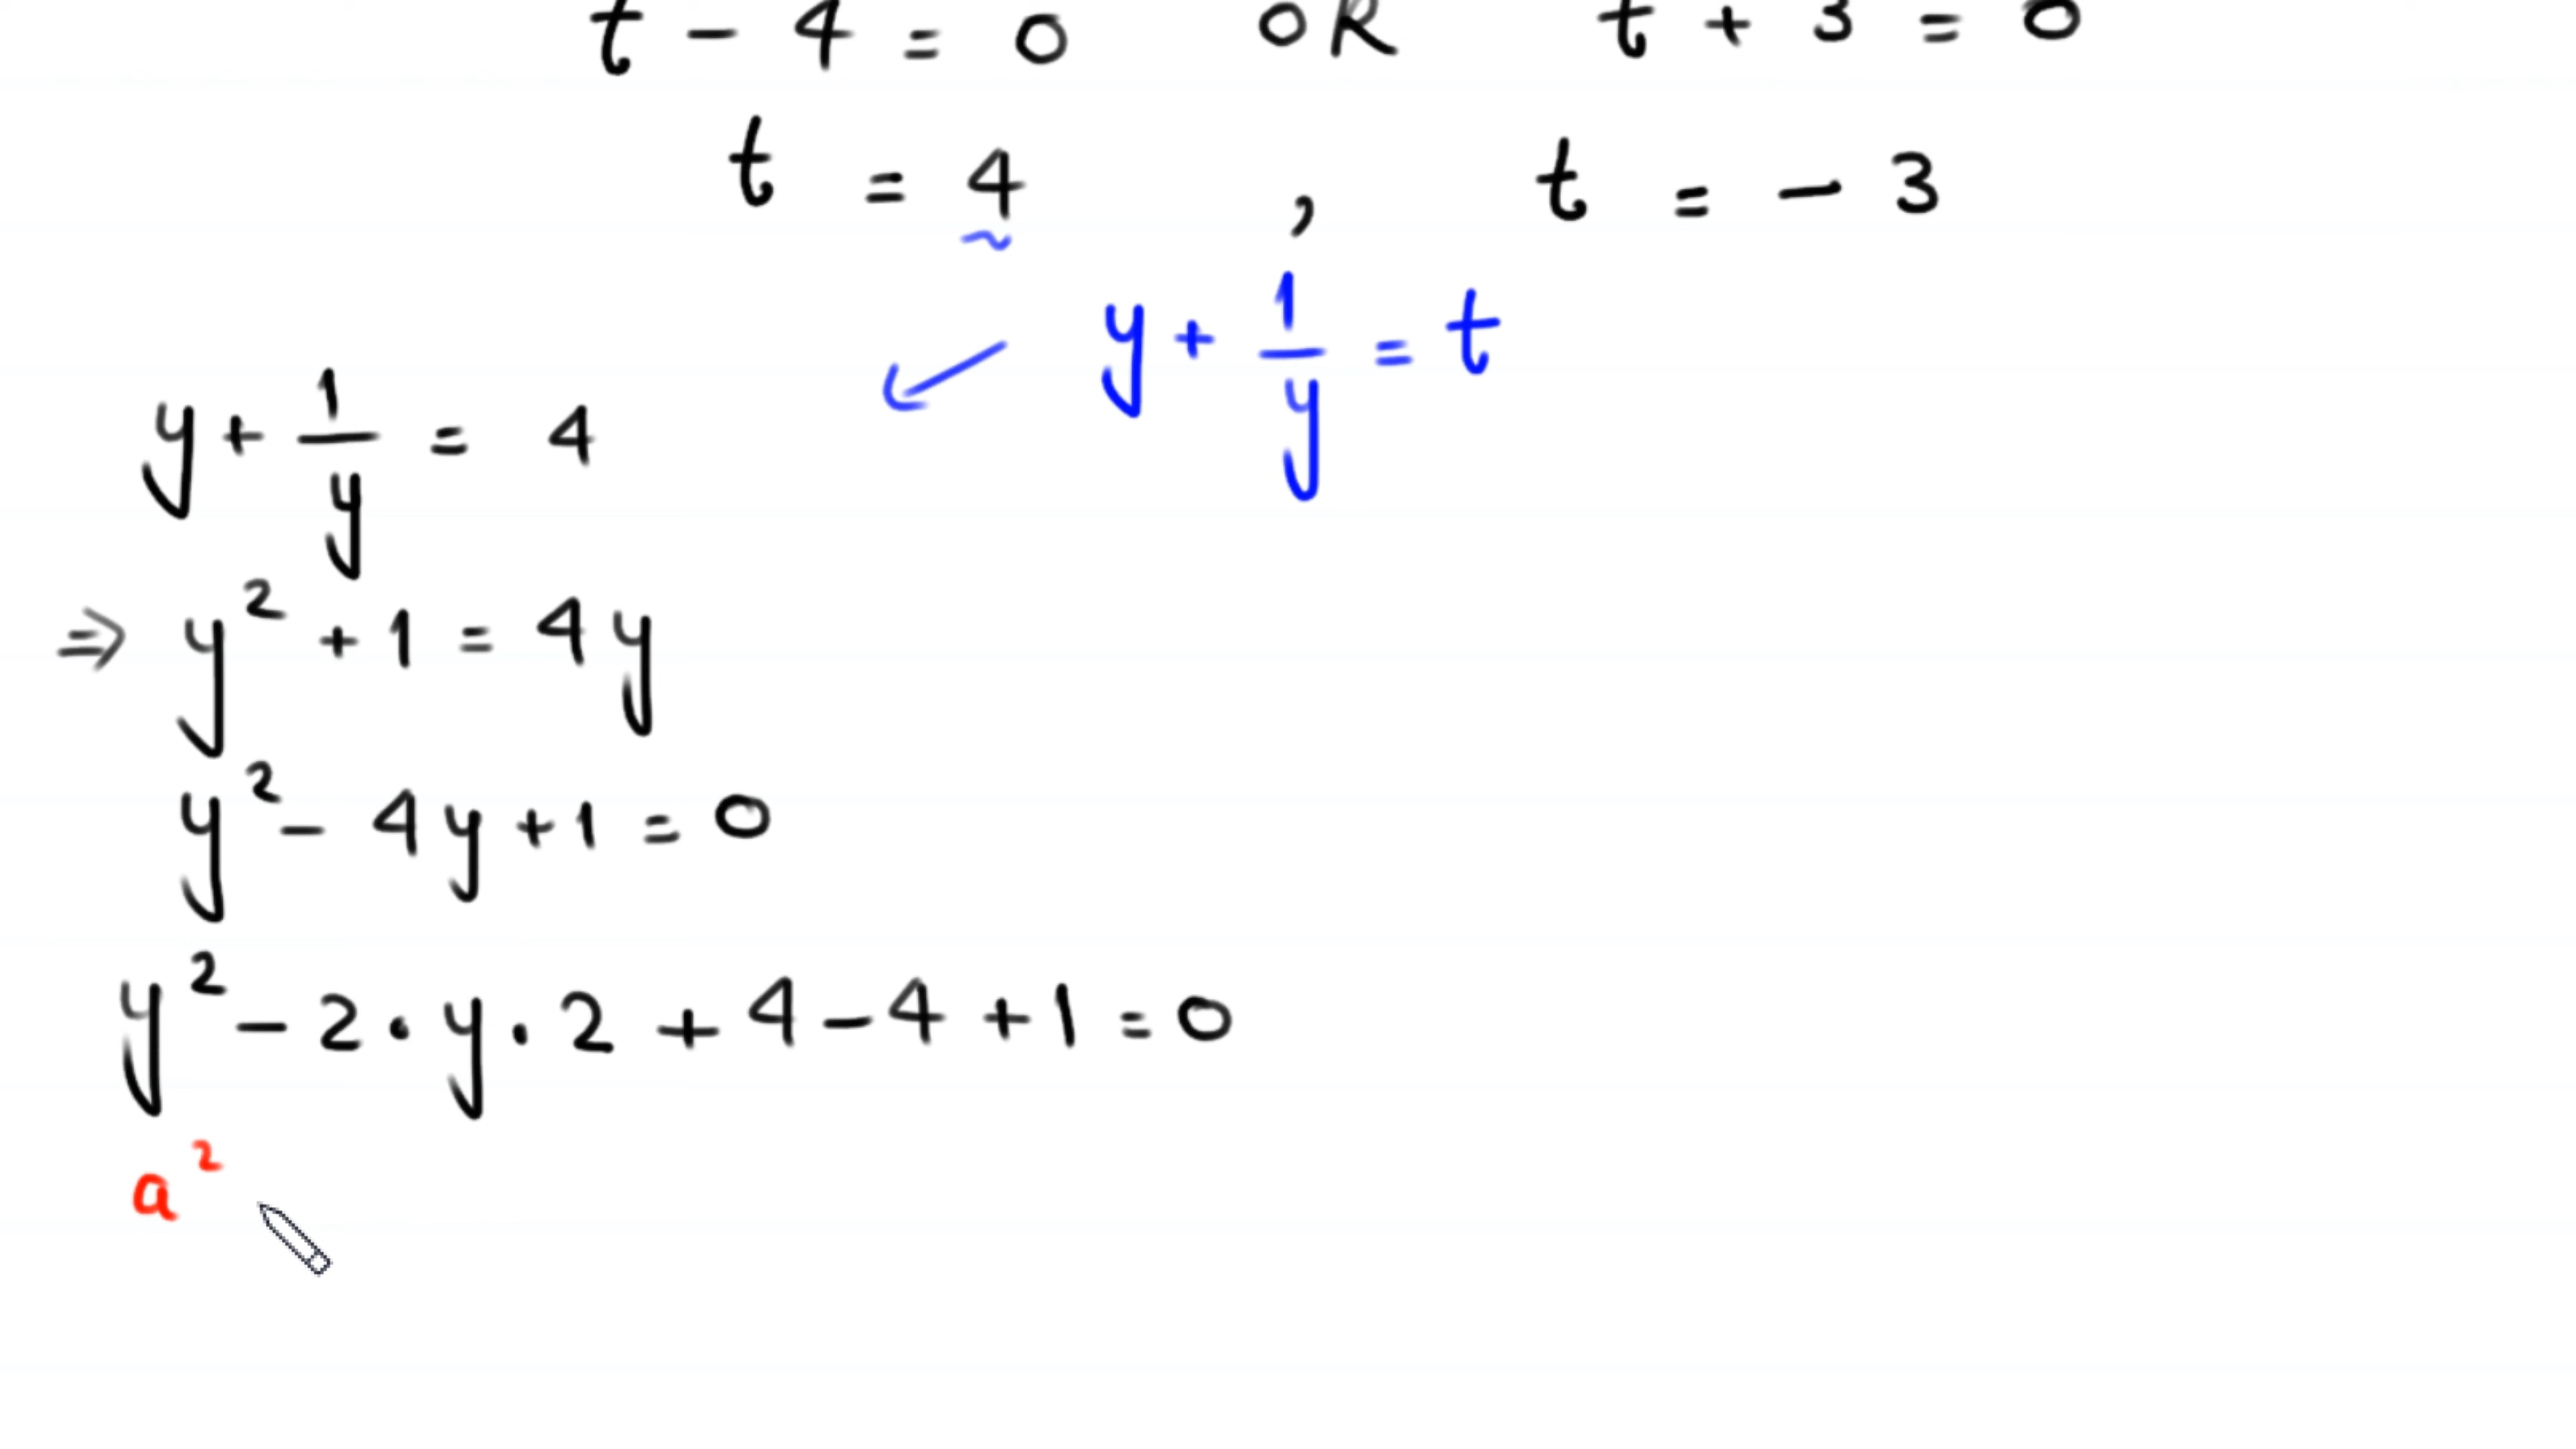 t - 4 = 0 OR t + 3 = 0
t = 4 , t = - 3
y + 1/y = t
y + 1/y = 4
⇒ y² + 1 = 4y
y² - 4y + 1 = 0
y² - 2 · y · 2 + 4 - 4 + 1 = 0
a²